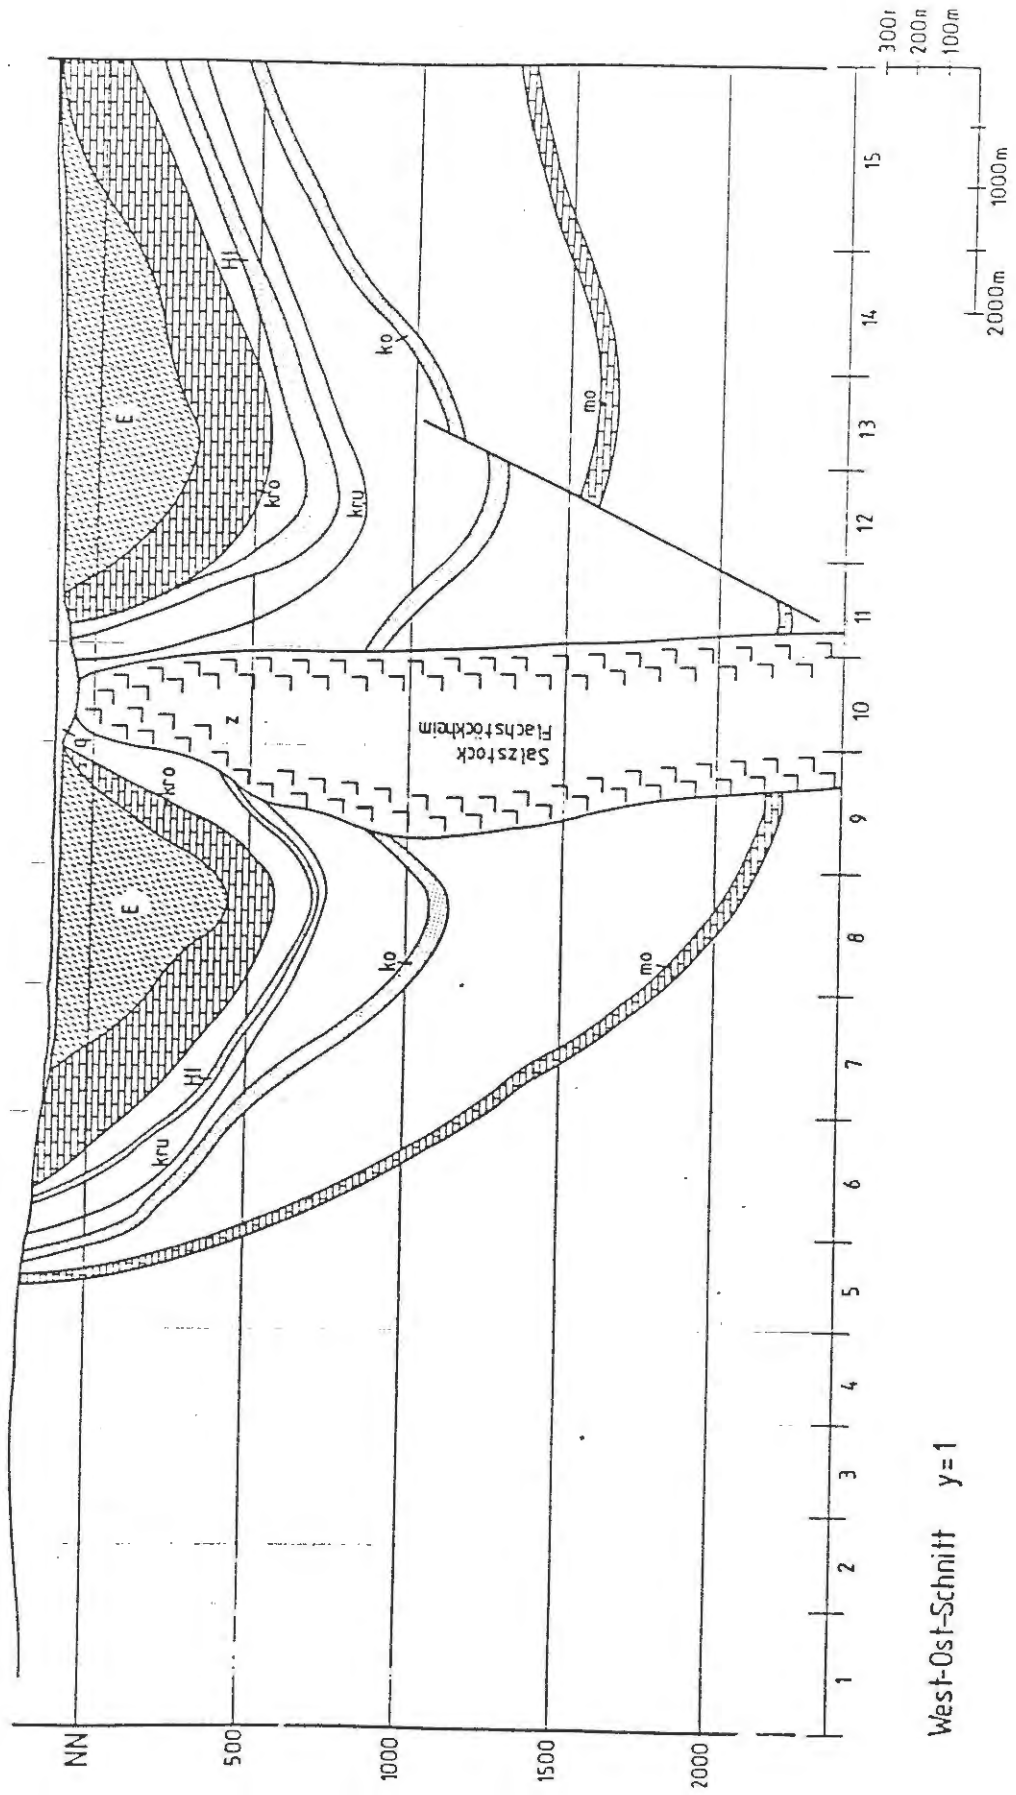 E
E
q
kro
kro
Hl
Hl
kru
kru
z
ko
ko
mo
mo
Salzstock
Flachstöckheim
NN
500
1000
1500
2000
1 2 3 4 5 6 7 8 9 10 11 12 13 14 15
West-Ost-Schnitt y=1
300m
200m
100m
2000m 1000m